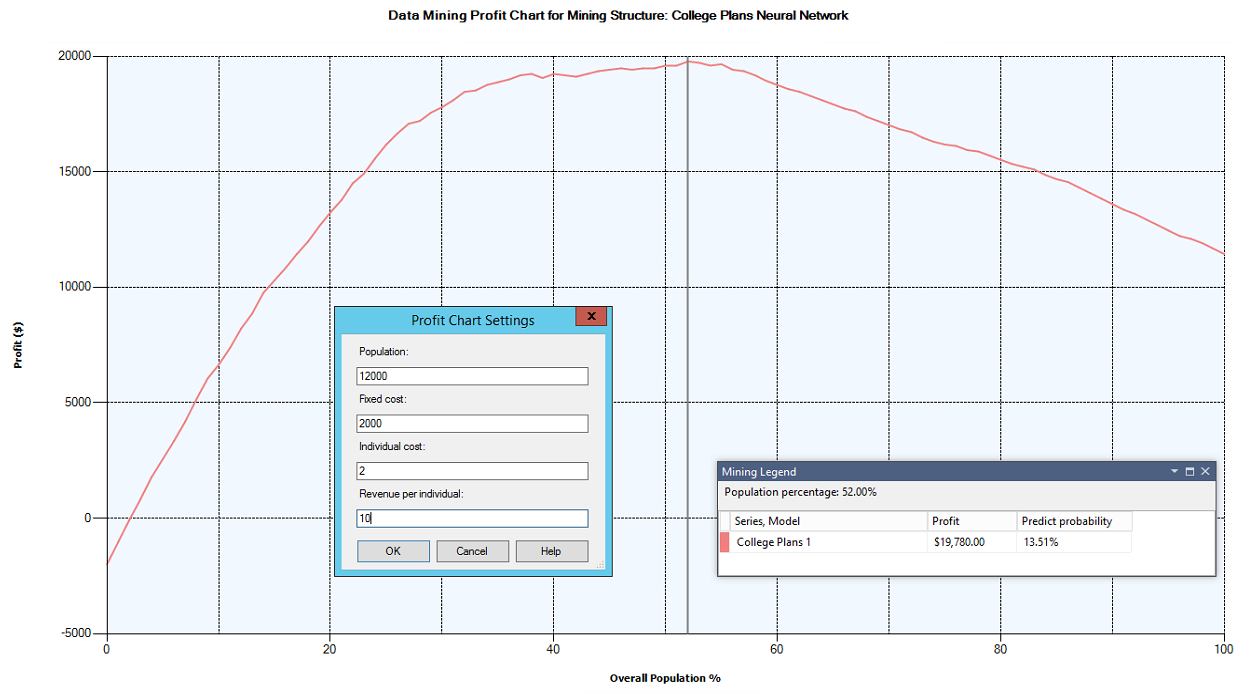 Data Mining Profit Chart for Mining Structure: College Plans Neural Network
20000
15000
10000
5000
0
-5000
Profit ($)
0 20 40 60 80 100
Overall Population %
Profit Chart Settings
x
Population:
12000
Fixed cost:
2000
Individual cost:
2
Revenue per individual:
10
OK Cancel Help
Mining Legend
Population percentage: 52.00%
Series, Model Profit Predict probability
College Plans 1 $19,780.00 13.51%